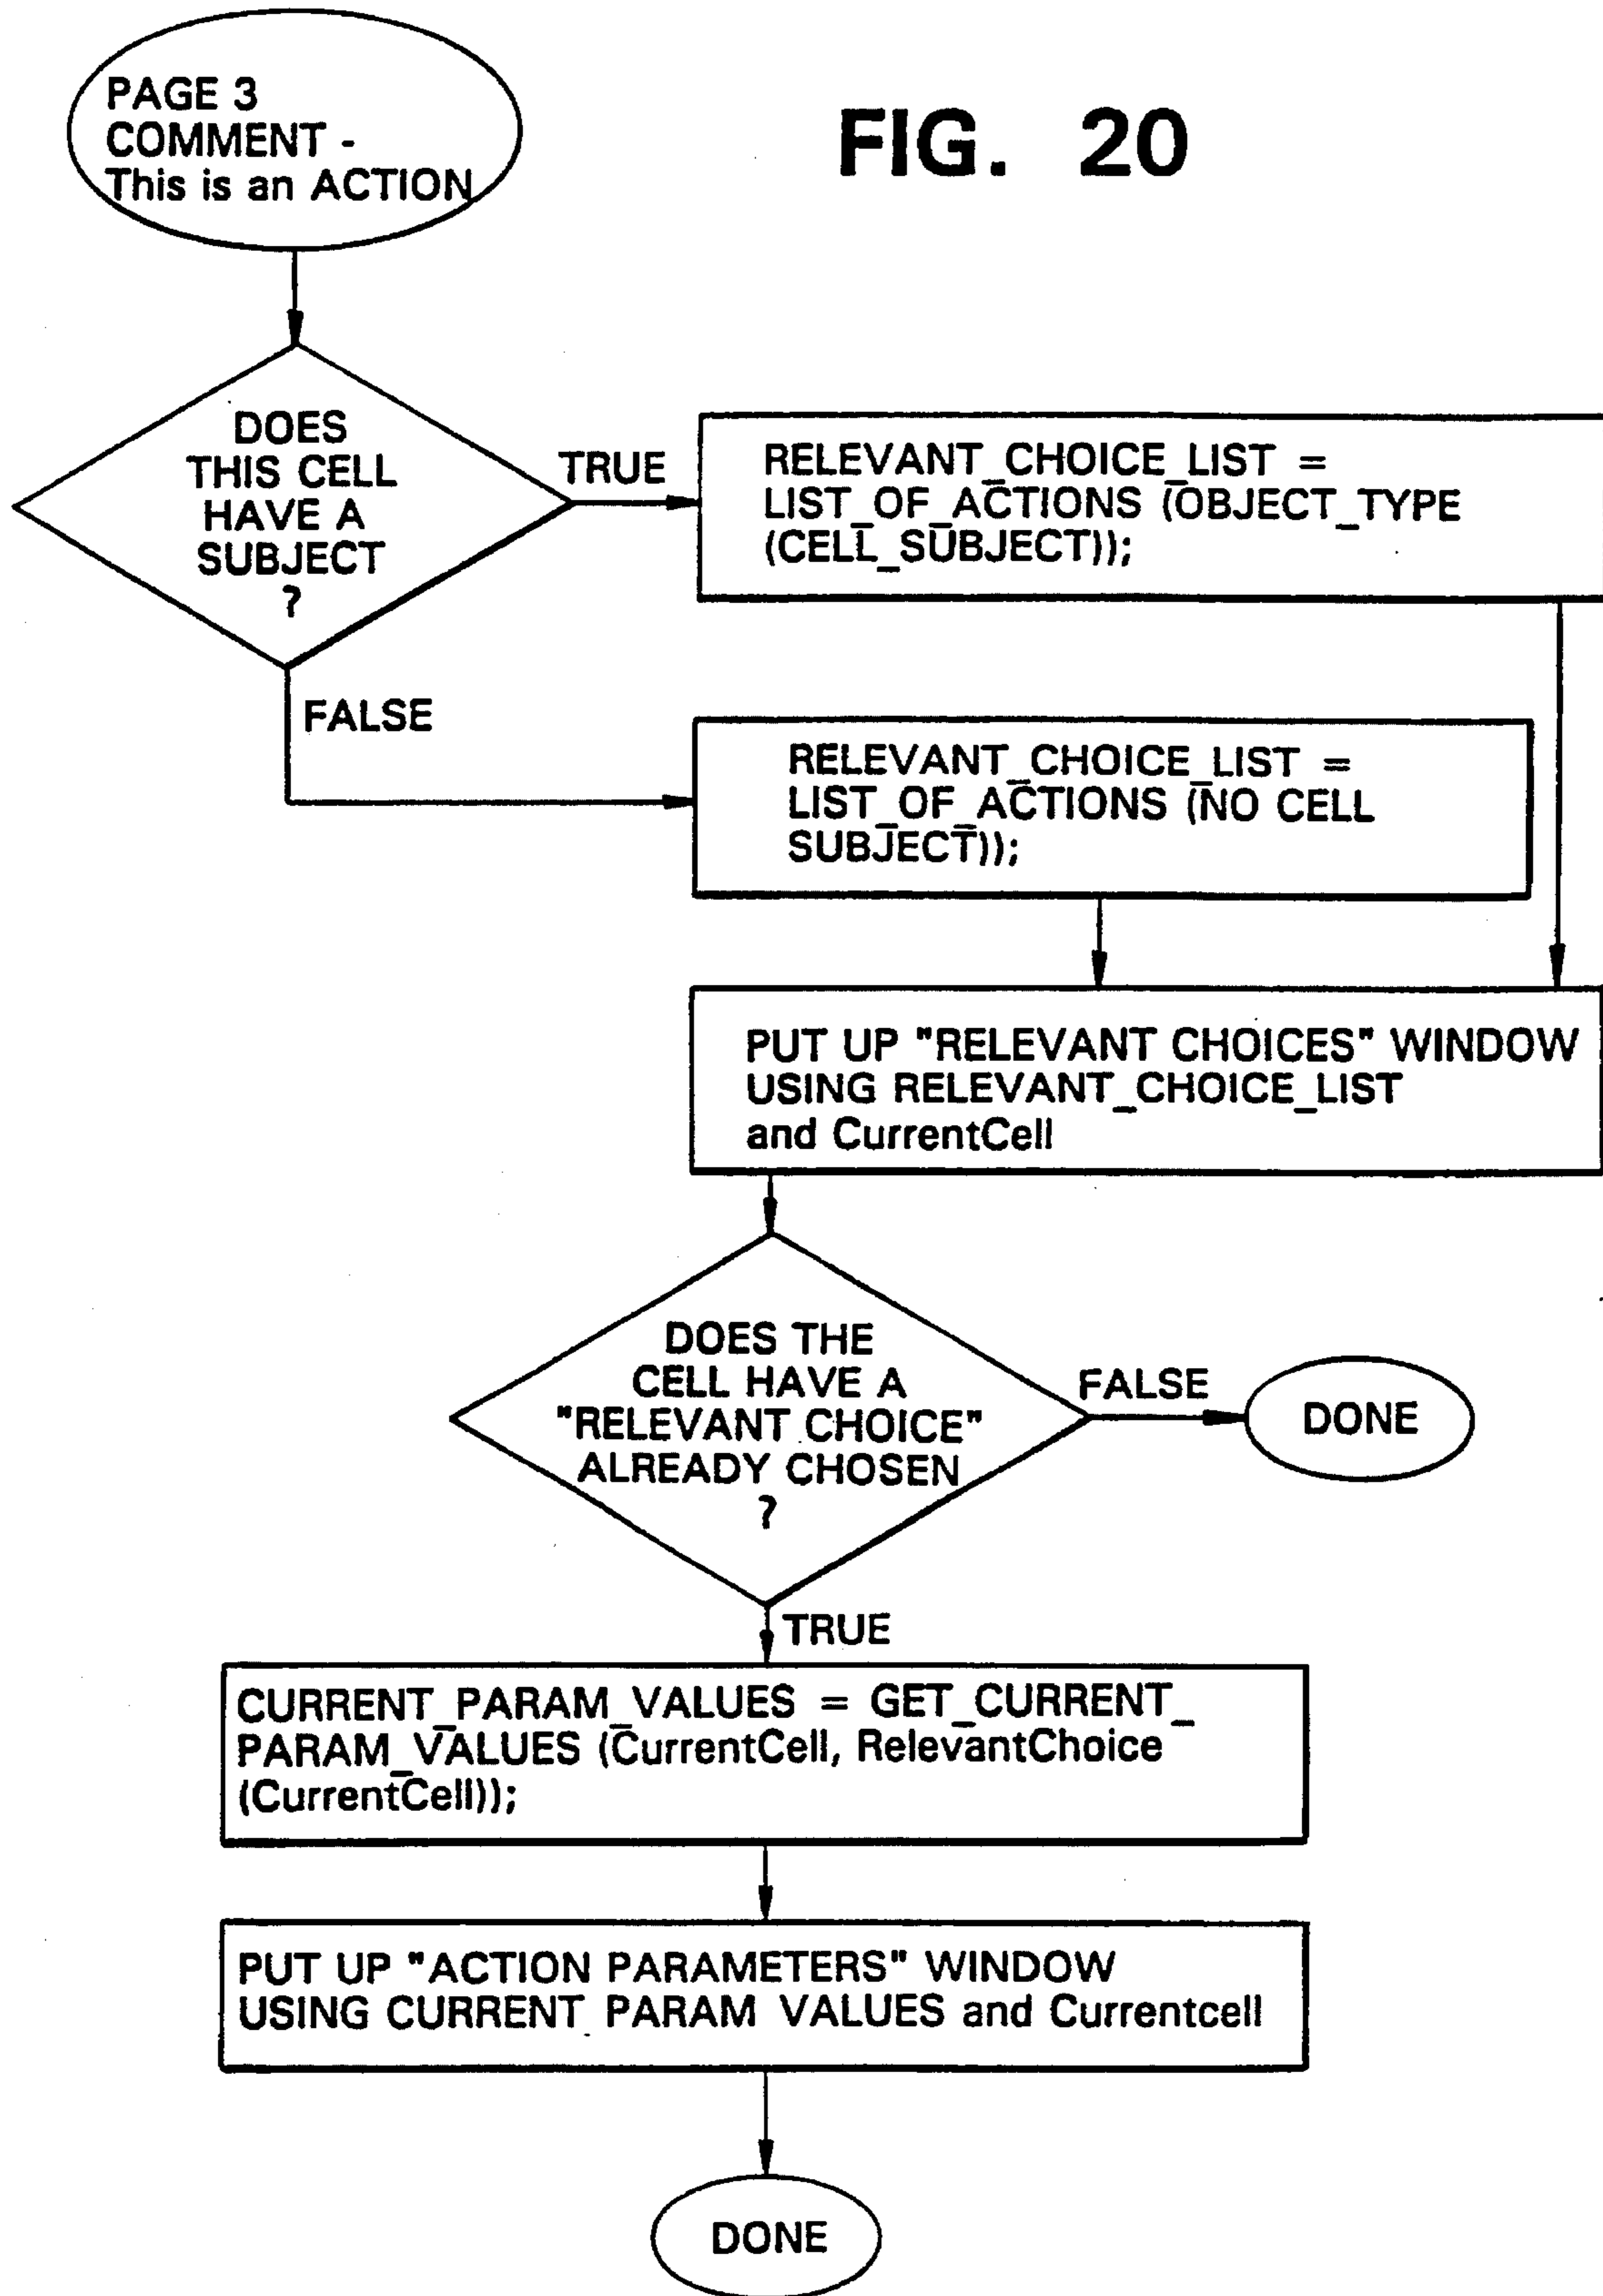 PAGE 3
COMMENT -
This is an ACTION
FIG. 20
DOES
THIS CELL
HAVE A
SUBJECT
?
TRUE
RELEVANT_CHOICE_LIST =
LIST_OF_ACTIONS (OBJECT_TYPE
(CELL_SUBJECT));
FALSE
RELEVANT_CHOICE_LIST =
LIST_OF_ACTIONS (NO CELL
SUBJECT));
PUT UP "RELEVANT CHOICES" WINDOW
USING RELEVANT_CHOICE_LIST
and CurrentCell
DOES THE
CELL HAVE A
"RELEVANT CHOICE"
ALREADY CHOSEN
?
FALSE
DONE
TRUE
CURRENT_PARAM_VALUES = GET_CURRENT_
PARAM_VALUES (CurrentCell, RelevantChoice
(CurrentCell));
PUT UP "ACTION PARAMETERS" WINDOW
USING CURRENT PARAM VALUES and Currentcell
DONE